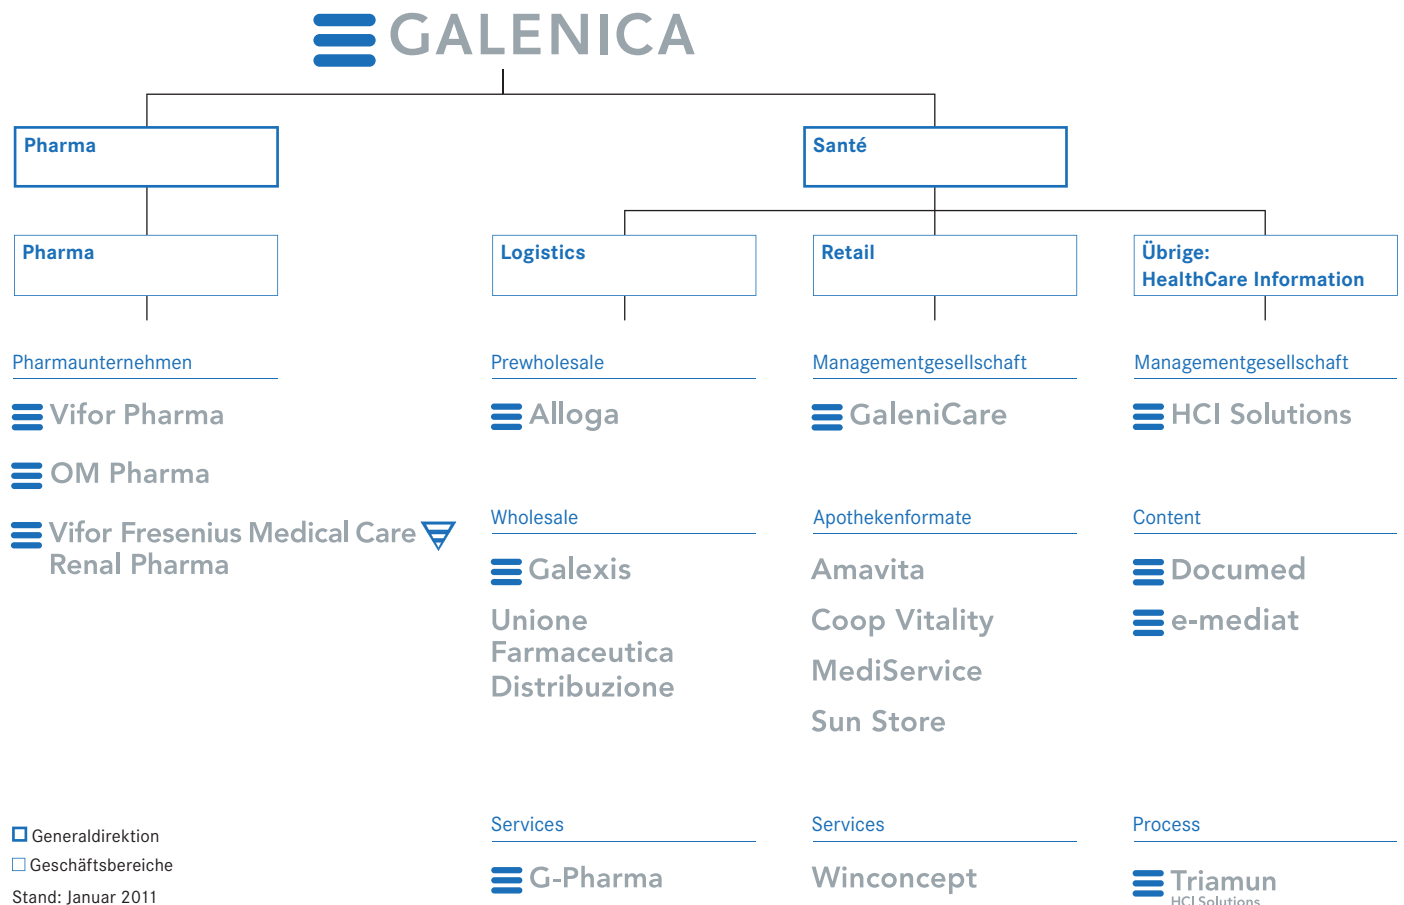 GALENICA
Pharma
Santé
Pharma
Logistics
Retail
Übrige:
HealthCare Information
Pharmaunternehmen
Vifor Pharma
OM Pharma
Vifor Fresenius Medical Care
Renal Pharma
Prewholesale
Alloga
Wholesale
Galexis
Unione
Farmaceutica
Distribuzione
Services
G-Pharma
Managementgesellschaft
GaleniCare
Apothekenformate
Amavita
Coop Vitality
MediService
Sun Store
Services
Winconcept
Managementgesellschaft
HCI Solutions
Content
Documed
e-mediat
Process
Triamun
HCI Solutions
Generaldirektion
Geschäftsbereiche
Stand: Januar 2011